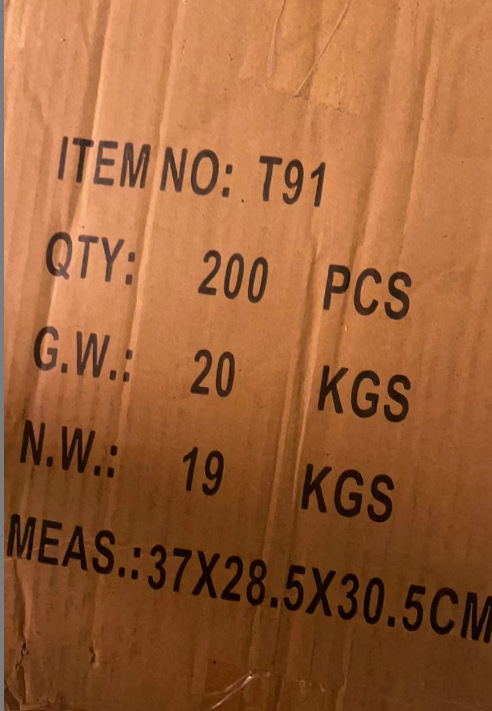 ITEM NO: T91
QTY: 200 PCS
G.W.: 20 KGS
N.W.: 19 KGS
MEAS.:37X28.5X30.5CM